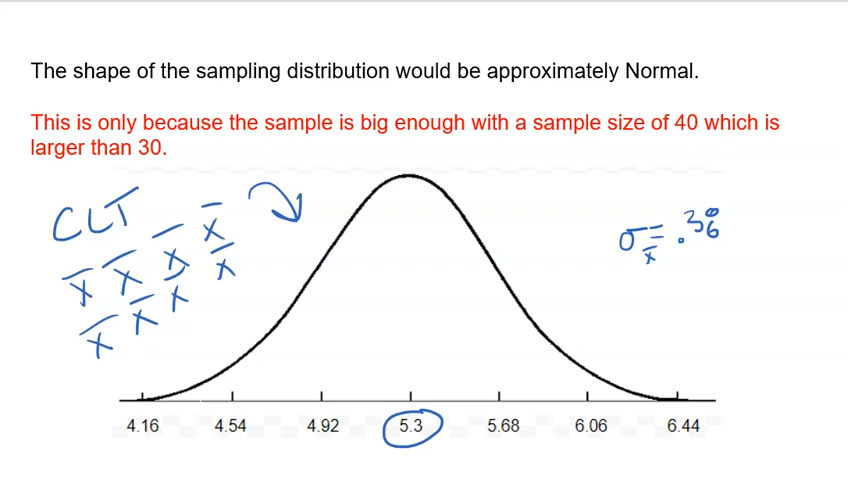 The shape of the sampling distribution would be approximately Normal.
This is only because the sample is big enough with a sample size of 40 which is
larger than 30.
CLT
x̄ x̄ x̄ x̄
x̄ x̄ x x̄
σx̄ = .38
4.16 4.54 4.92 5.3 5.68 6.06 6.44